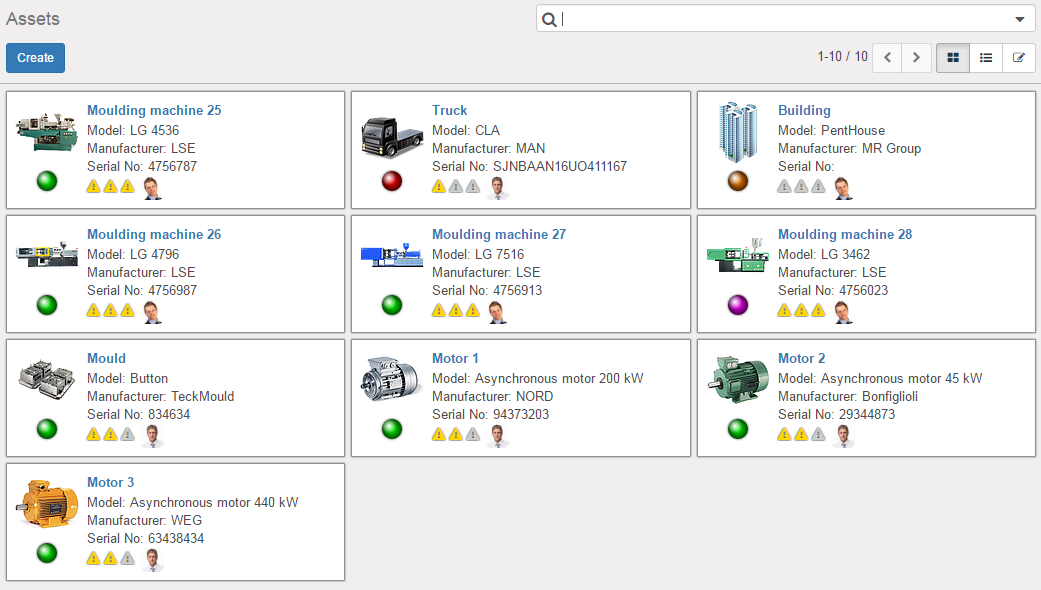 Assets
Create
1-10 / 10
Moulding machine 25
Model: LG 4536
Manufacturer: LSE
Serial No: 4756787
Truck
Model: CLA
Manufacturer: MAN
Serial No: SJNBAAN16UO411167
Building
Model: PentHouse
Manufacturer: MR Group
Serial No:
Moulding machine 26
Model: LG 4796
Manufacturer: LSE
Serial No: 4756987
Moulding machine 27
Model: LG 7516
Manufacturer: LSE
Serial No: 4756913
Moulding machine 28
Model: LG 3462
Manufacturer: LSE
Serial No: 4756023
Mould
Model: Button
Manufacturer: TeckMould
Serial No: 834634
Motor 1
Model: Asynchronous motor 200 kW
Manufacturer: NORD
Serial No: 94373203
Motor 2
Model: Asynchronous motor 45 kW
Manufacturer: Bonfiglioli
Serial No: 29344873
Motor 3
Model: Asynchronous motor 440 kW
Manufacturer: WEG
Serial No: 63438434